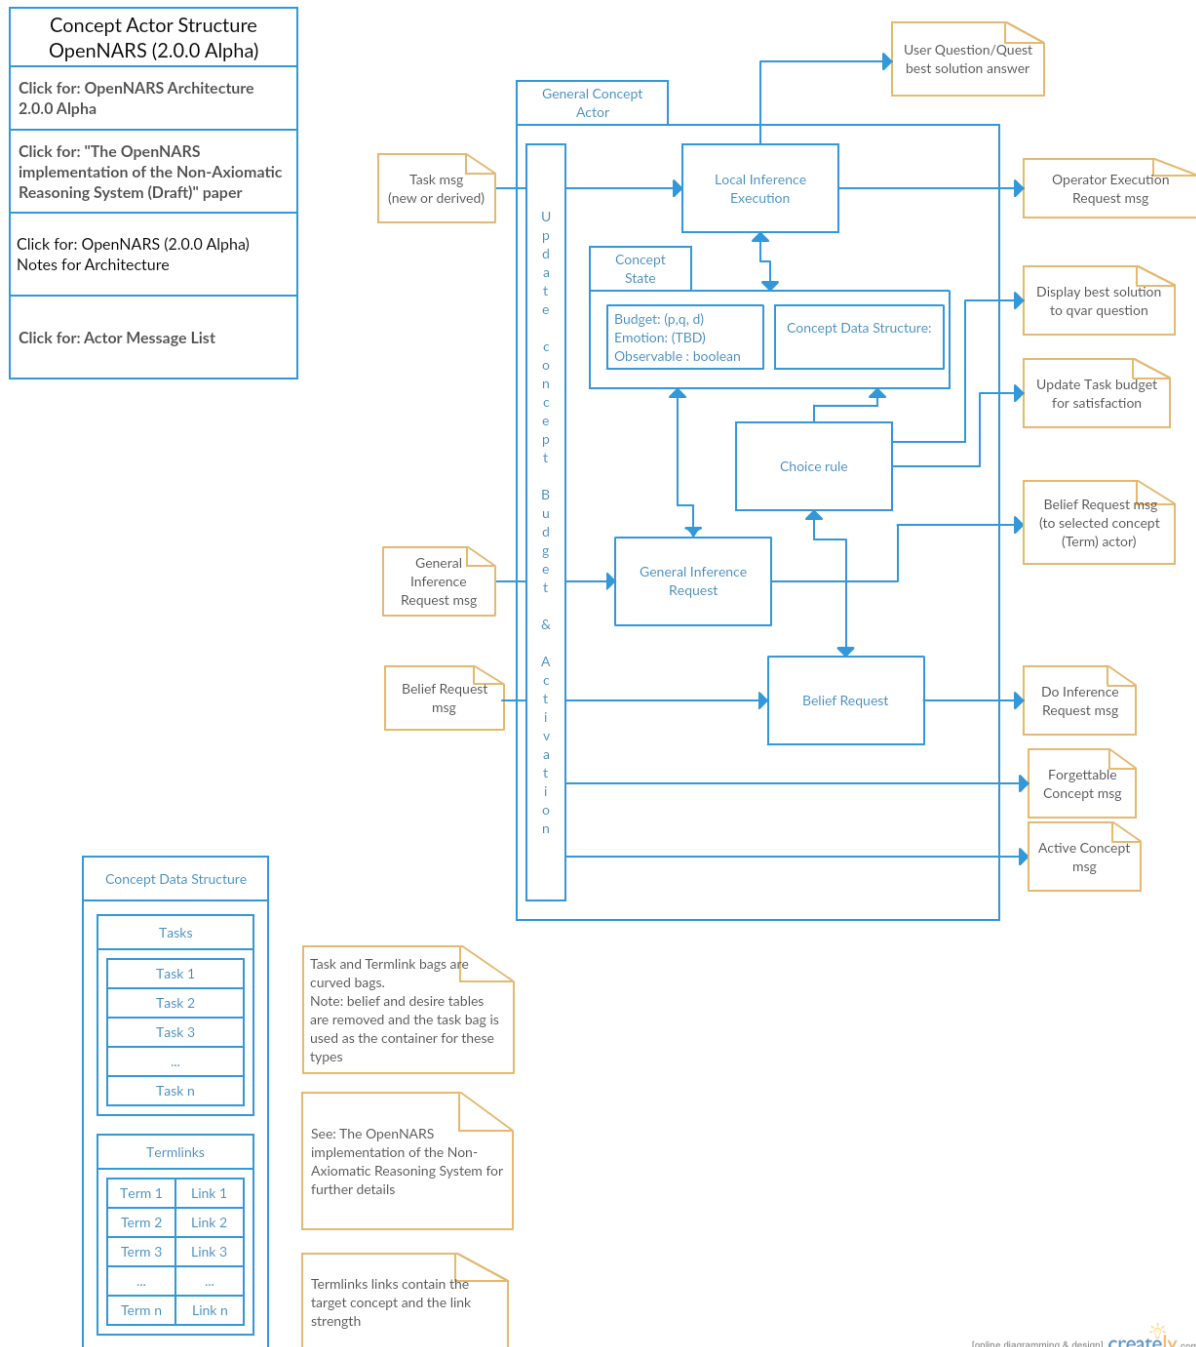 Concept Actor Structure
OpenNARS (2.0.0 Alpha)
Click for: OpenNARS Architecture
2.0.0 Alpha
Click for: "The OpenNARS
implementation of the Non-Axiomatic
Reasoning System (Draft)" paper
Click for: OpenNARS (2.0.0 Alpha)
Notes for Architecture
Click for: Actor Message List
User Question/Quest
best solution answer
General Concept
Actor
Task msg
(new or derived)
Local Inference
Execution
Operator Execution
Request msg
Update concept Budget & Activation
Concept
State
Budget: (p,q, d)
Emotion: (TBD)
Observable : boolean
Concept Data Structure:
Display best solution
to qvar question
Update Task budget
for satisfaction
Choice rule
Belief Request msg
(to selected concept
(Term) actor)
General
Inference
Request msg
General Inference
Request
Belief Request
msg
Belief Request
Do Inference
Request msg
Forgettable
Concept msg
Active Concept
msg
Concept Data Structure
Tasks
Task 1
Task 2
Task 3
...
Task n
Termlinks
Term 1 Link 1
Term 2 Link 2
Term 3 Link 3
... ...
Term n Link n
Task and Termlink bags are
curved bags.
Note: belief and desire tables
are removed and the task bag is
used as the container for these
types
See: The OpenNARS
implementation of the Non-
Axiomatic Reasoning System for
further details
Termlinks links contain the
target concept and the link
strength
[online diagramming & design] creately.com